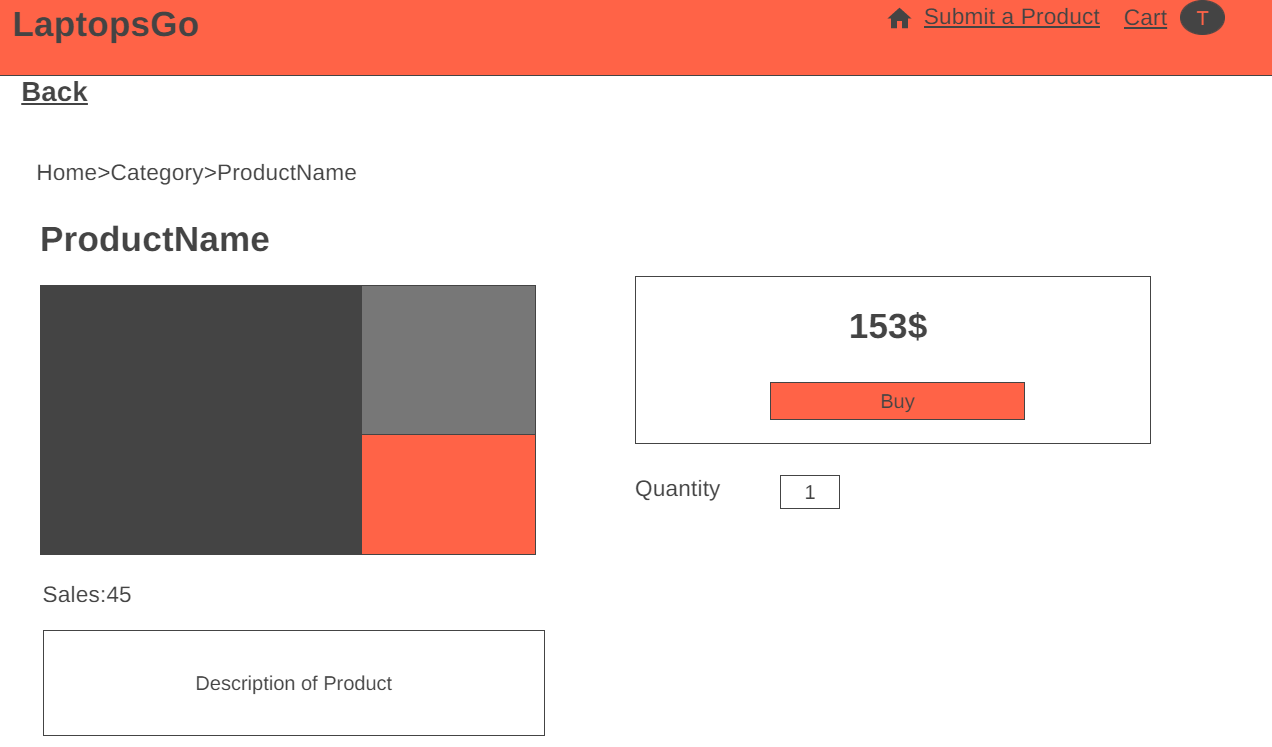 LaptopsGo
Submit a Product
Cart
T
Back
Home>Category>ProductName
ProductName
153$
Buy
Quantity
1
Sales:45
Description of Product